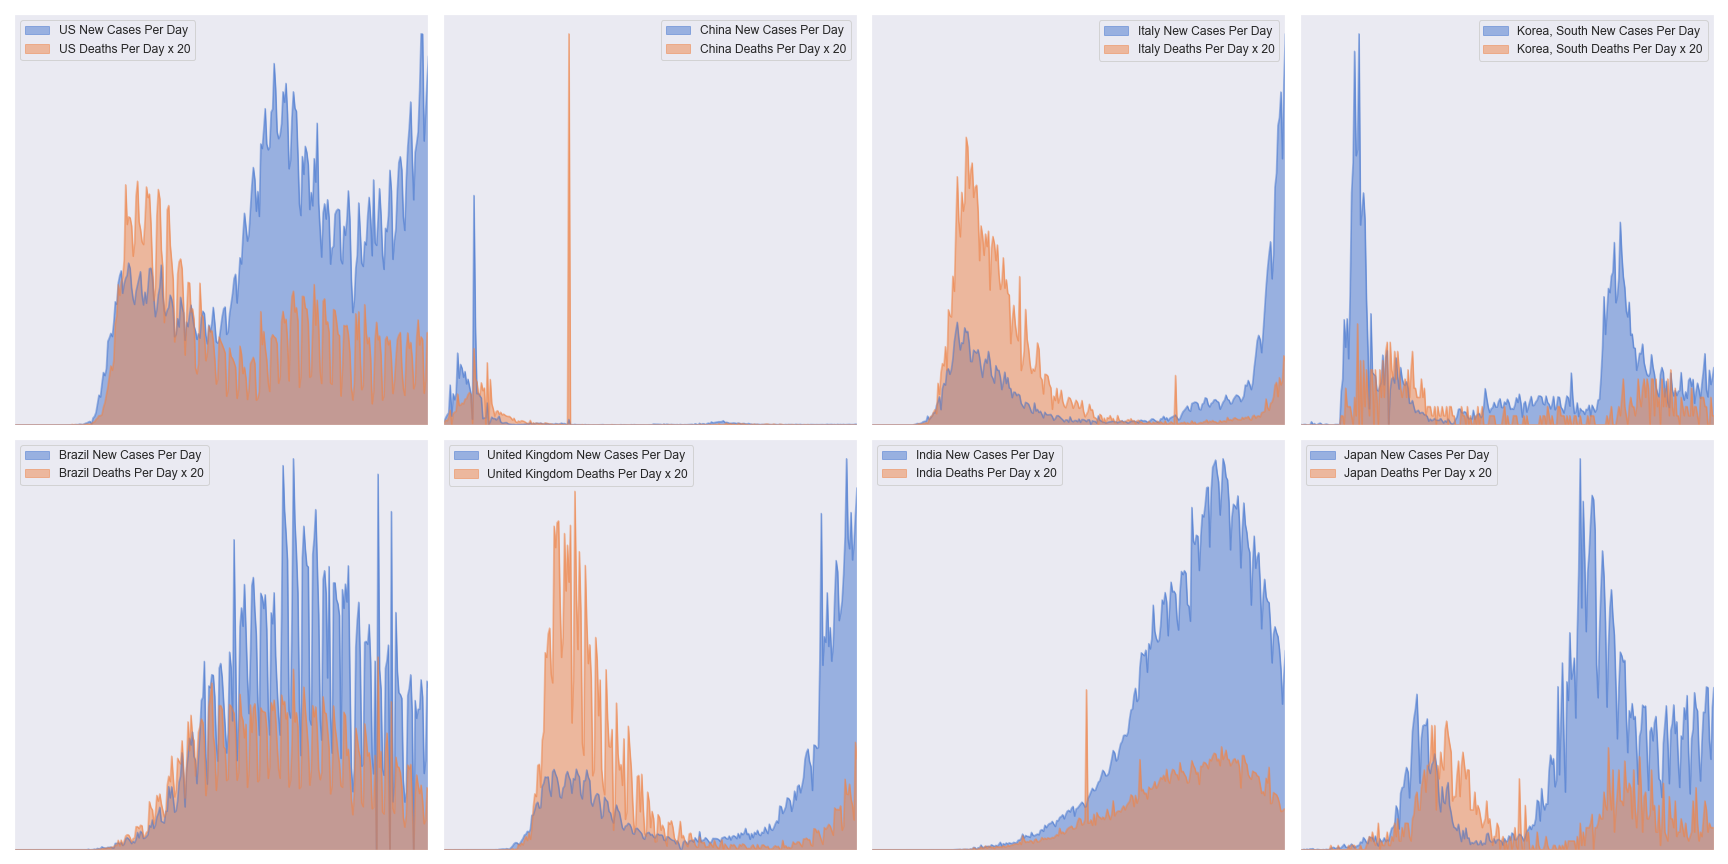 US New Cases Per Day
US Deaths Per Day x 20
China New Cases Per Day
China Deaths Per Day x 20
Italy New Cases Per Day
Italy Deaths Per Day x 20
Korea, South New Cases Per Day
Korea, South Deaths Per Day x 20
Brazil New Cases Per Day
Brazil Deaths Per Day x 20
United Kingdom New Cases Per Day
United Kingdom Deaths Per Day x 20
India New Cases Per Day
India Deaths Per Day x 20
Japan New Cases Per Day
Japan Deaths Per Day x 20